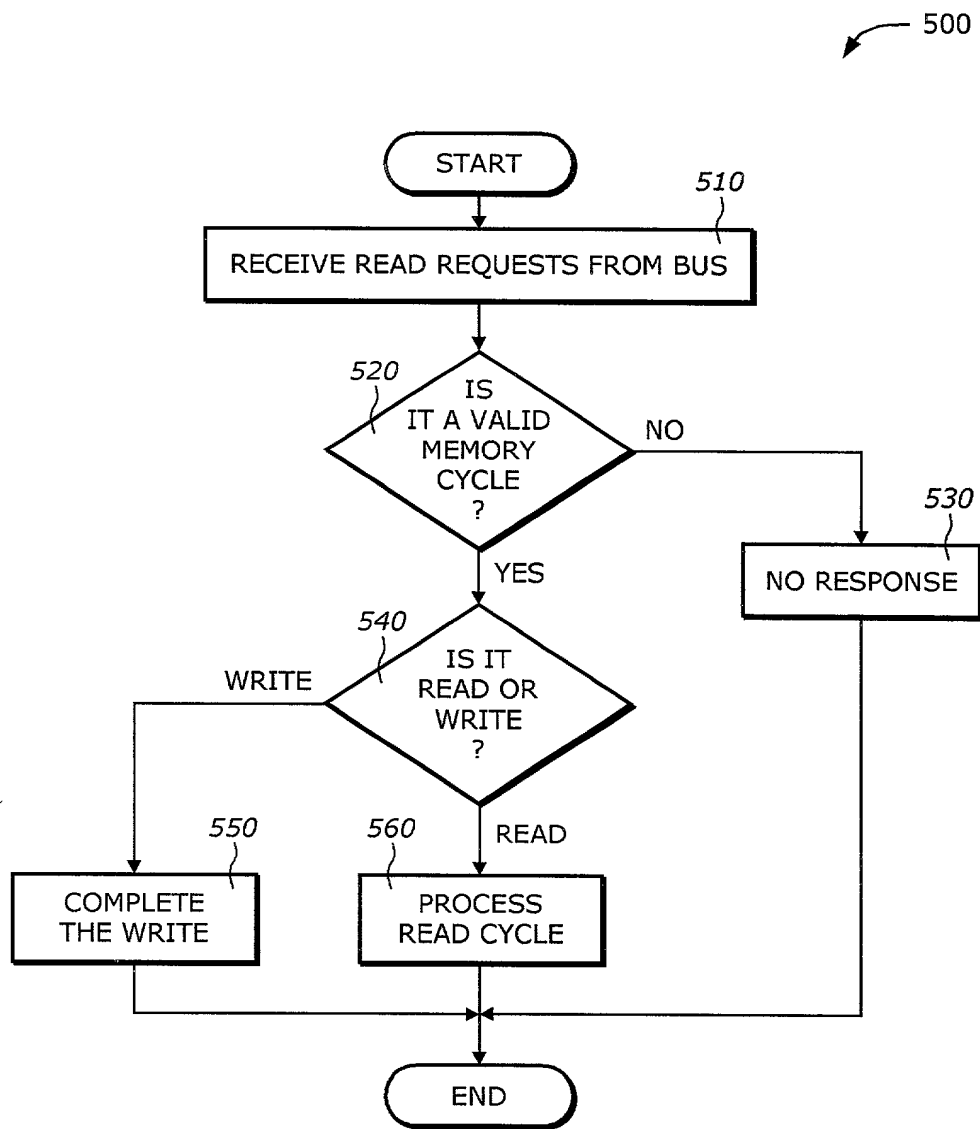 500
START
510
RECEIVE READ REQUESTS FROM BUS
520
IS
IT A VALID
MEMORY
CYCLE
?
NO
530
NO RESPONSE
YES
540
IS IT
READ OR
WRITE
?
WRITE
READ
550
COMPLETE
THE WRITE
560
PROCESS
READ CYCLE
END